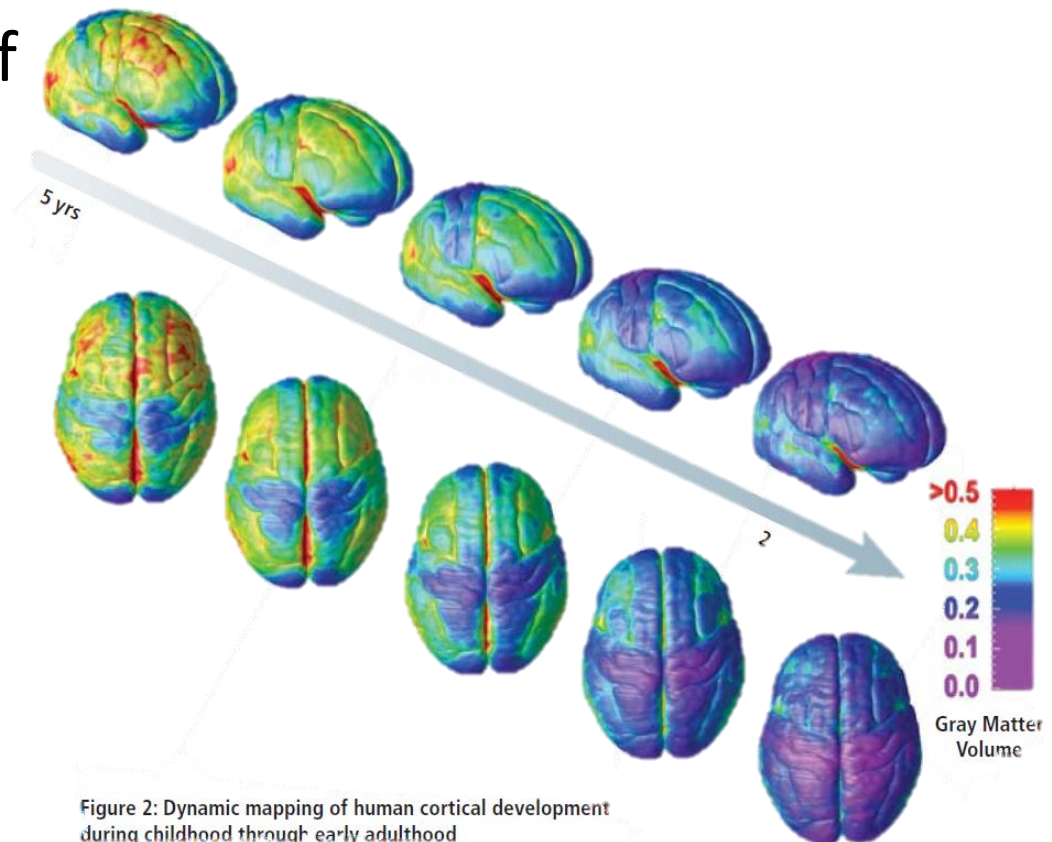 f
5 yrs
2
>0.5
0.4
0.3
0.2
0.1
0.0
Gray Matter
Volume
Figure 2: Dynamic mapping of human cortical development
during childhood through early adulthood